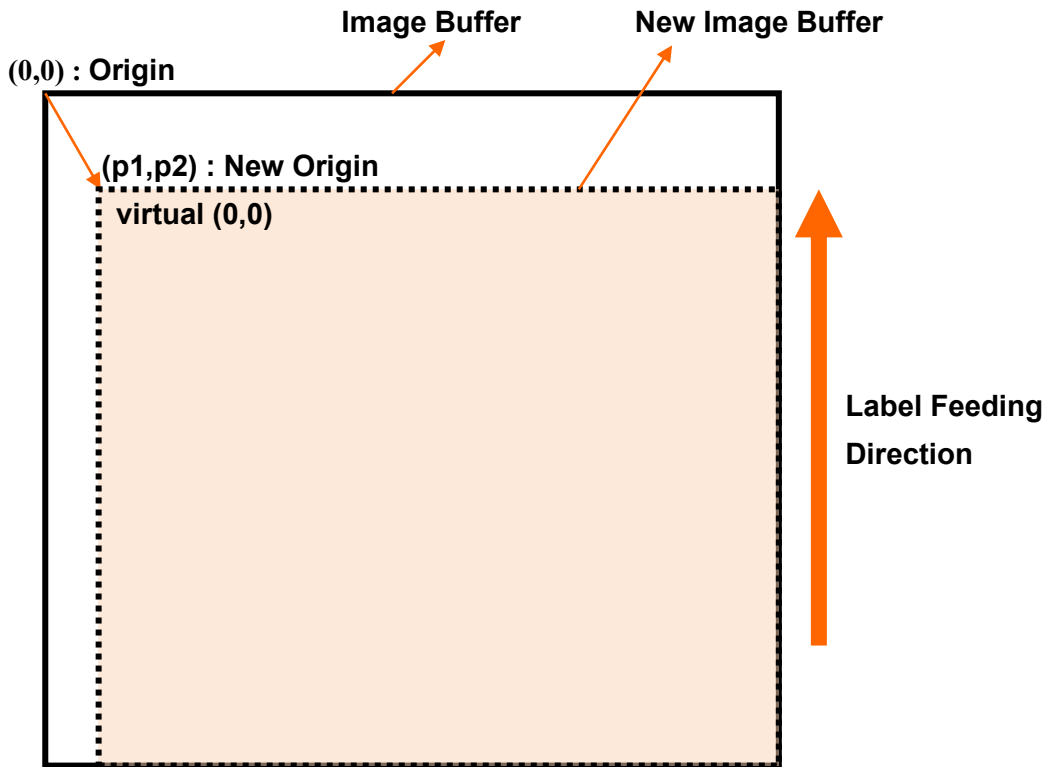 Image Buffer
New Image Buffer
(0,0) : Origin
(p1,p2) : New Origin
virtual (0,0)
Label Feeding
Direction